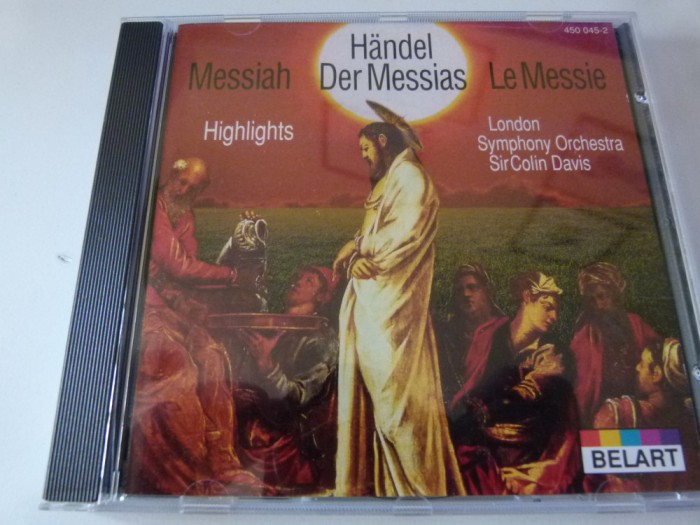 450 045-2
Händel
Messiah Der Messias Le Messie
Highlights
London
Symphony Orchestra
Sir Colin Davis
BELART